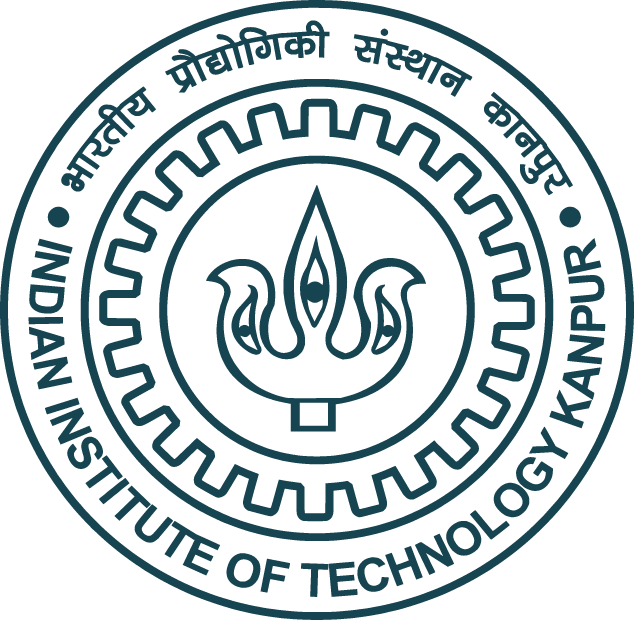 भारतीय प्रौद्योगिकी संस्थान कानपुर
INDIAN INSTITUTE OF TECHNOLOGY KANPUR